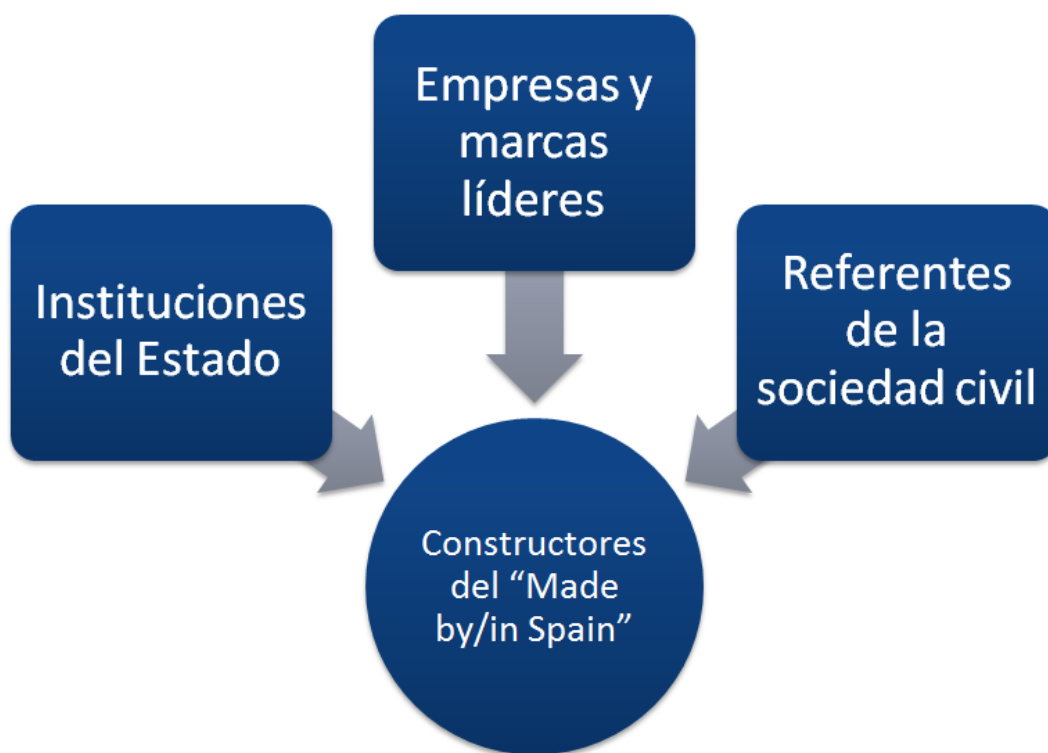 Empresas y
marcas
líderes
Instituciones
del Estado
Referentes
de la
sociedad civil
Constructores
del “Made
by/in Spain”